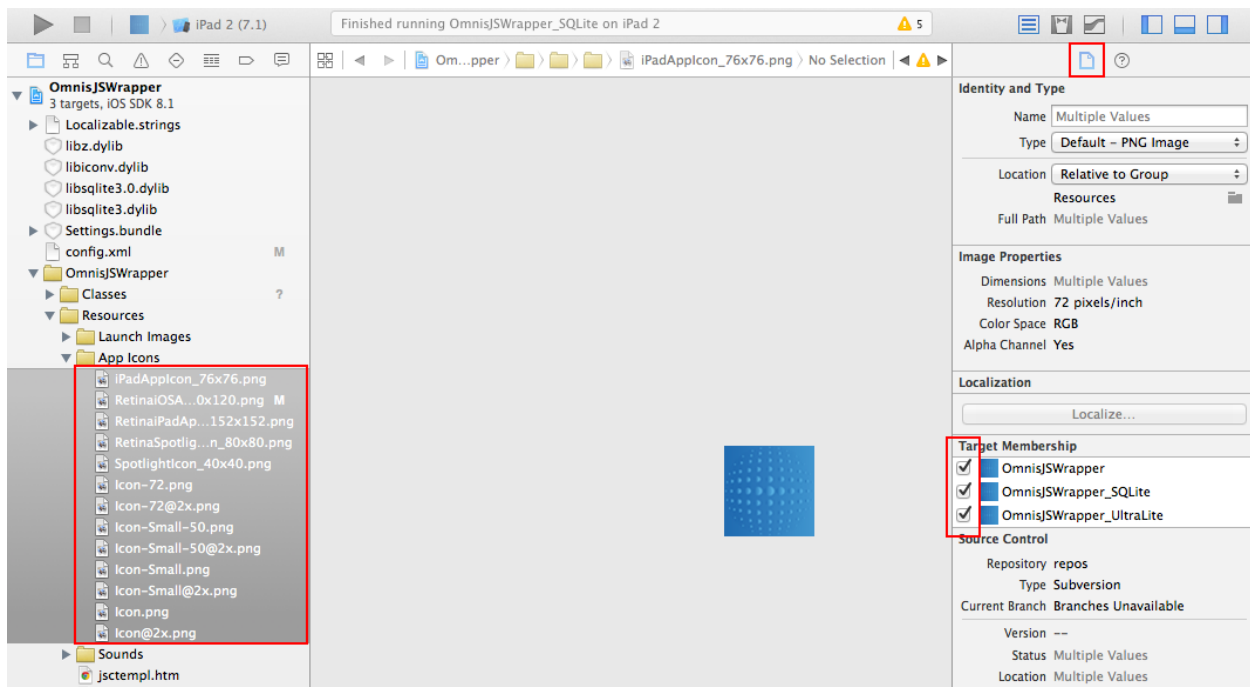 iPad 2 (7.1)
Finished running OmnisJSWrapper_SQLite on iPad 2
5
Om...pper
iPadAppIcon_76x76.png
No Selection
OmnisJSWrapper
3 targets, iOS SDK 8.1
Localizable.strings
libz.dylib
libiconv.dylib
libsqlite3.0.dylib
libsqlite3.dylib
Settings.bundle
config.xml M
OmnisJSWrapper
Classes ?
Resources
Launch Images
App Icons
iPadAppIcon_76x76.png
RetinaiOSA...0x120.png M
RetinaiPadAp...152x152.png
RetinaSpotlig...n_80x80.png
SpotlightIcon_40x40.png
Icon-72.png
Icon-72@2x.png
Icon-Small-50.png
Icon-Small-50@2x.png
Icon-Small.png
Icon-Small@2x.png
Icon.png
Icon@2x.png
Sounds
jsctempl.htm
Identity and Type
Name Multiple Values
Type Default - PNG Image
Location Relative to Group
Resources
Full Path Multiple Values
Image Properties
Dimensions Multiple Values
Resolution 72 pixels/inch
Color Space RGB
Alpha Channel Yes
Localization
Localize...
Target Membership
OmnisJSWrapper
OmnisJSWrapper_SQLite
OmnisJSWrapper_UltraLite
Source Control
Repository repos
Type Subversion
Current Branch Branches Unavailable
Version --
Status Multiple Values
Location Multiple Values